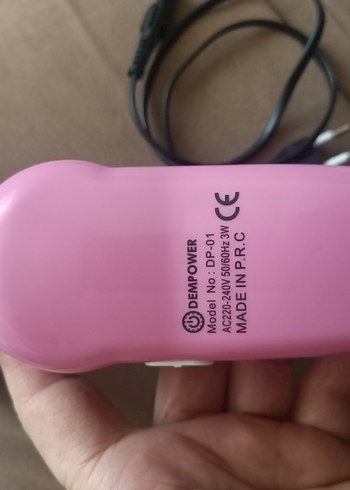 DEMPOWER
Model No : DP-01
AC220-240V 50/60Hz 3W
MADE IN P.R.C
CE